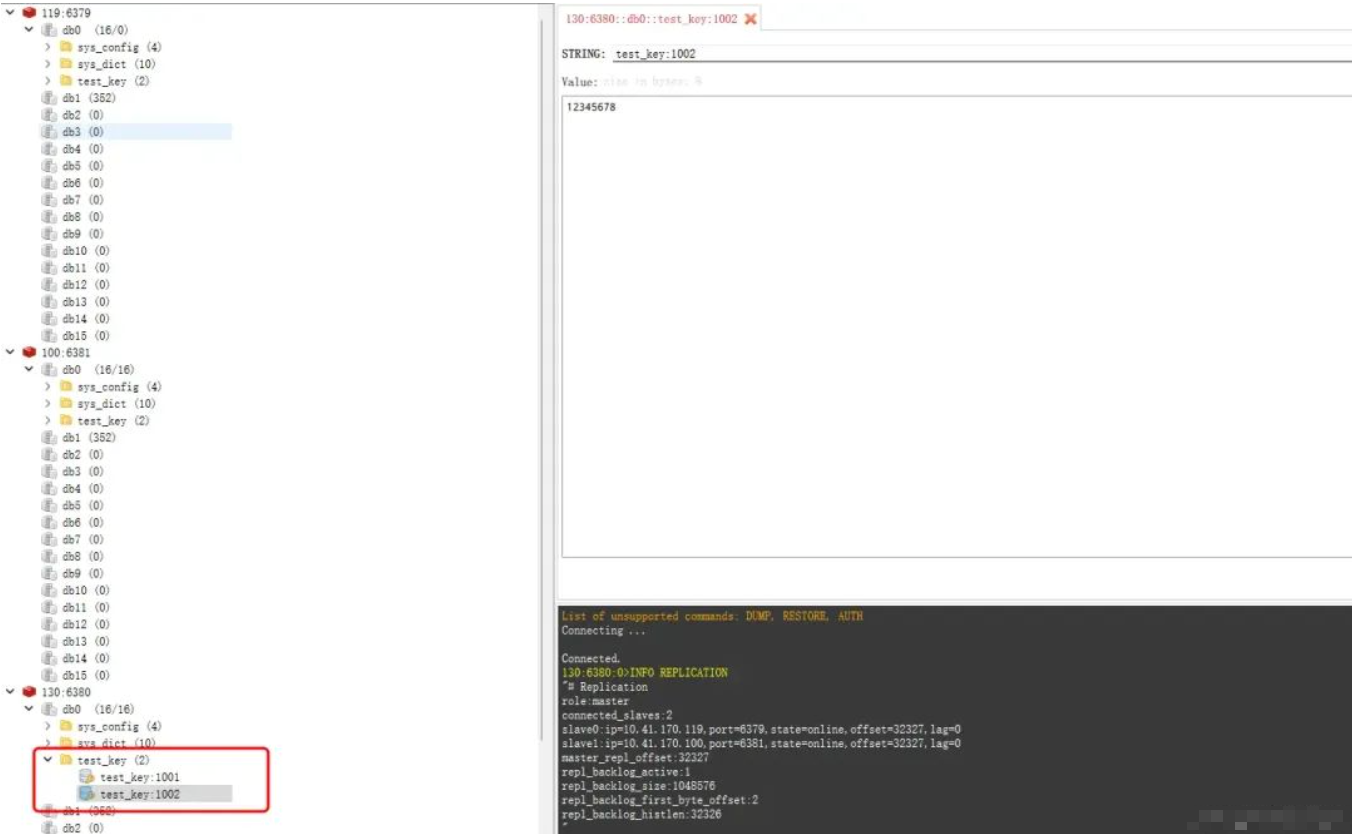 119:6379
db0 (16/0)
sys_config (4)
sys_dict (10)
test_key (2)
db1 (352)
db2 (0)
db3 (0)
db4 (0)
db5 (0)
db6 (0)
db7 (0)
db8 (0)
db9 (0)
db10 (0)
db11 (0)
db12 (0)
db13 (0)
db14 (0)
db15 (0)
100:6381
db0 (16/16)
sys_config (4)
sys_dict (10)
test_key (2)
db1 (352)
db2 (0)
db3 (0)
db4 (0)
db5 (0)
db6 (0)
db7 (0)
db8 (0)
db9 (0)
db10 (0)
db11 (0)
db12 (0)
db13 (0)
db14 (0)
db15 (0)
130:6380
db0 (16/16)
sys_config (4)
sys_dict (10)
test_key (2)
test_key:1001
test_key:1002
db1 (352)
db2 (0)
130:6380::db0::test_key:1002
STRING: test_key:1002
Value: size in bytes: 8
12345678
List of unsupported commands: DUMP, RESTORE, AUTH
Connecting ...
Connected.
130:6380:0>INFO REPLICATION
"# Replication
role:master
connected_slaves:2
slave0:ip=10.41.170.119,port=6379,state=online,offset=32327,lag=0
slave1:ip=10.41.170.100,port=6381,state=online,offset=32327,lag=0
master_repl_offset:32327
repl_backlog_active:1
repl_backlog_size:1048576
repl_backlog_first_byte_offset:2
repl_backlog_histlen:32326
"